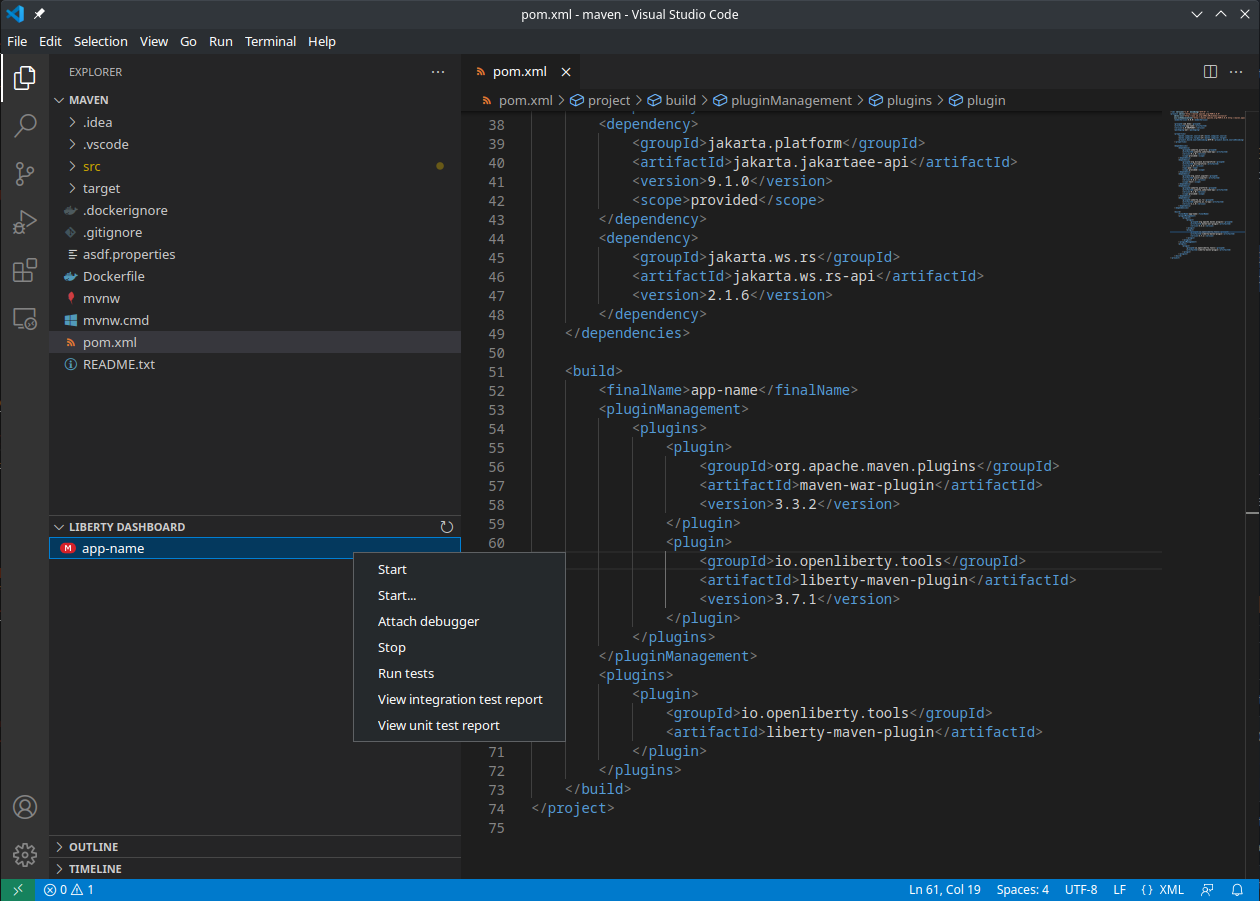 pom.xml - maven - Visual Studio Code
File Edit Selection View Go Run Terminal Help
EXPLORER
MAVEN
.idea
.vscode
src
target
.dockerignore
.gitignore
asdf.properties
Dockerfile
mvnw
mvnw.cmd
pom.xml
README.txt
LIBERTY DASHBOARD
M app-name
Start
Start...
Attach debugger
Stop
Run tests
View integration test report
View unit test report
OUTLINE
TIMELINE
pom.xml
pom.xml > project > build > pluginManagement > plugins > plugin
38 <dependency>
39 <groupId>jakarta.platform</groupId>
40 <artifactId>jakarta.jakartaee-api</artifactId>
41 <version>9.1.0</version>
42 <scope>provided</scope>
43 </dependency>
44 <dependency>
45 <groupId>jakarta.ws.rs</groupId>
46 <artifactId>jakarta.ws.rs-api</artifactId>
47 <version>2.1.6</version>
48 </dependency>
49 </dependencies>
50
51 <build>
52 <finalName>app-name</finalName>
53 <pluginManagement>
54 <plugins>
55 <plugin>
56 <groupId>org.apache.maven.plugins</groupId>
57 <artifactId>maven-war-plugin</artifactId>
58 <version>3.3.2</version>
59 </plugin>
60 <plugin>
<groupId>io.openliberty.tools</groupId>
<artifactId>liberty-maven-plugin</artifactId>
<version>3.7.1</version>
</plugin>
</plugins>
</pluginManagement>
<plugins>
<plugin>
<groupId>io.openliberty.tools</groupId>
<artifactId>liberty-maven-plugin</artifactId>
71 </plugin>
72 </plugins>
73 </build>
74 </project>
75
0 1 Ln 61, Col 19 Spaces: 4 UTF-8 LF {} XML